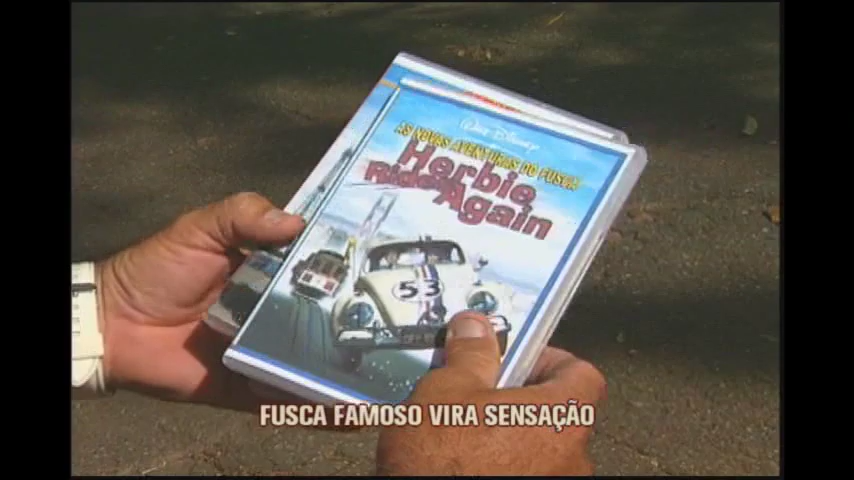 Walt Disney
AS NOVAS AVENTURAS DO FUSCA
Herbie
Rides Again
53
FUSCA FAMOSO VIRA SENSAÇÃO